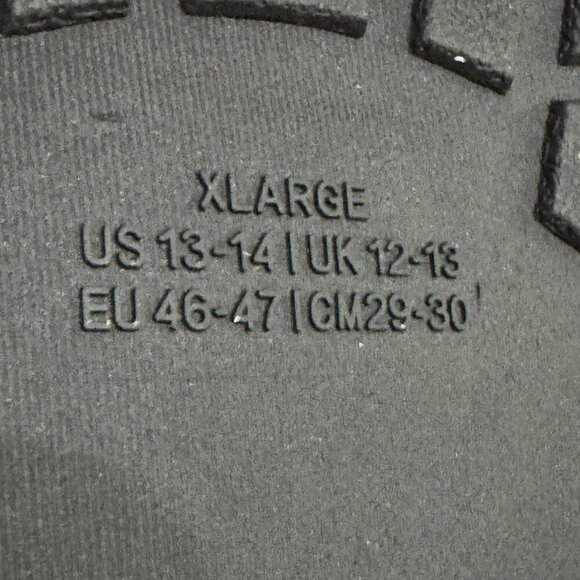 XLARGE
US 13-14 | UK 12-13
EU 46-47 | CM29-30